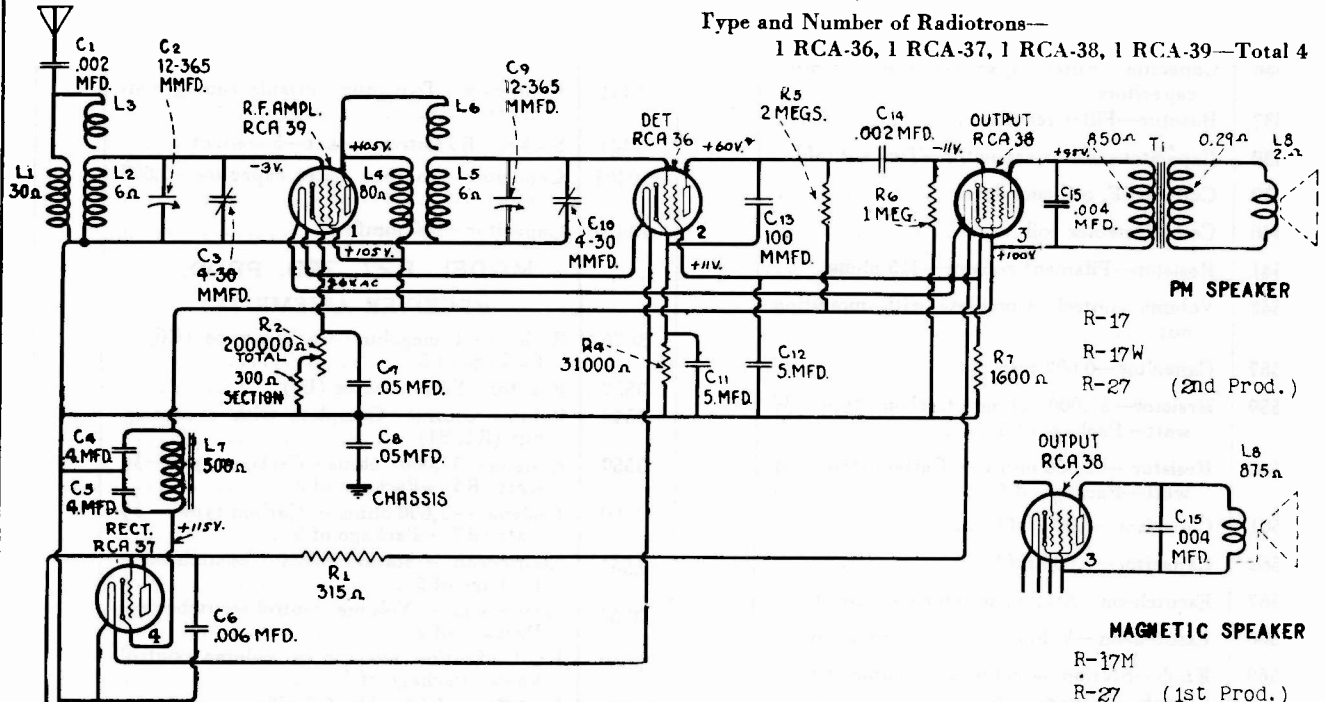 Type and Number of Radiotrons—
1 RCA-36, 1 RCA-37, 1 RCA-38, 1 RCA-39—Total 4
C1
.002
MFD.
C2
12-365
MMFD.
L3
R.F. AMPL.
RCA 39
L6
C9
12-365
MMFD.
DET
RCA 36
R5
2 MEGS.
C14
.002 MFD.
OUTPUT
RCA 38
850Ω
T1
0.29Ω
L8
2.Ω
+105V.
+60V.
-11V.
+95V.
-3V.
L1
30Ω
L2
6Ω
L4
80Ω
L5
6Ω
R6
1 MEG.
C15
.004
MFD.
C3
4-30
MMFD.
+105V.
C10
4-30
MMFD.
2
C13
100
MMFD.
+11V.
3
+100V
PM SPEAKER
R2
200000Ω
TOTAL
300Ω
SECTION
C7
.05 MFD.
R4
31000Ω
C11
5.MFD.
C12
5.MFD.
R7
1600Ω
R-17
R-17W
R-27 (2nd Prod.)
C4
4.MFD.
C5
4.MFD.
L7
500Ω
C8
.05MFD.
CHASSIS
OUTPUT
RCA 38
L8
875Ω
+115V.
RECT.
RCA 37
C15
.004
MFD.
3
R1
315Ω
4
C6
.006 MFD.
MAGNETIC SPEAKER
R-17M
R-27 (1st Prod.)